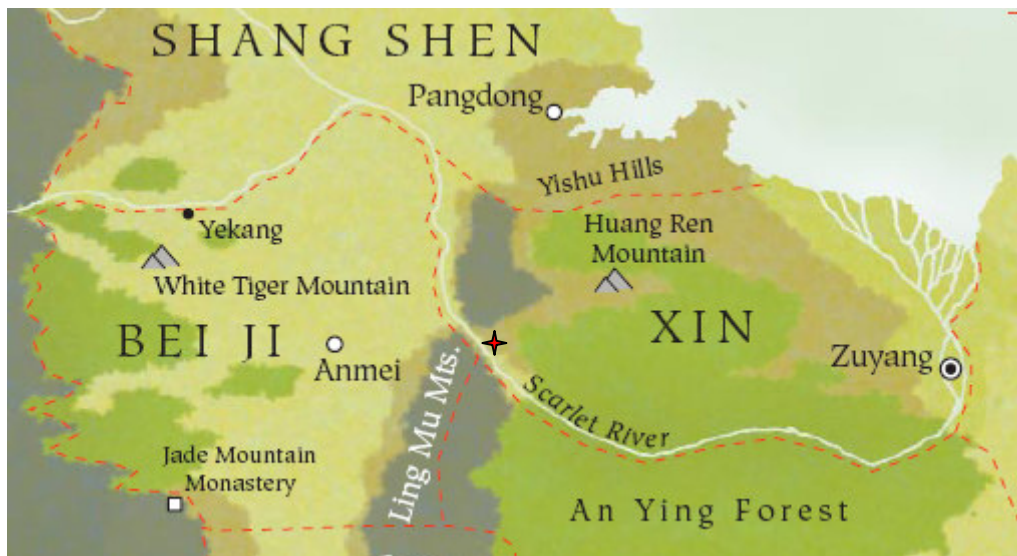 SHANG SHEN
Pangdong
Yishu Hills
Yekang
Huang Ren
Mountain
White Tiger Mountain
BEI JI
XIN
Anmei
Zuyang
Ling Mu Mts.
Scarlet River
Jade Mountain
Monastery
An Ying Forest